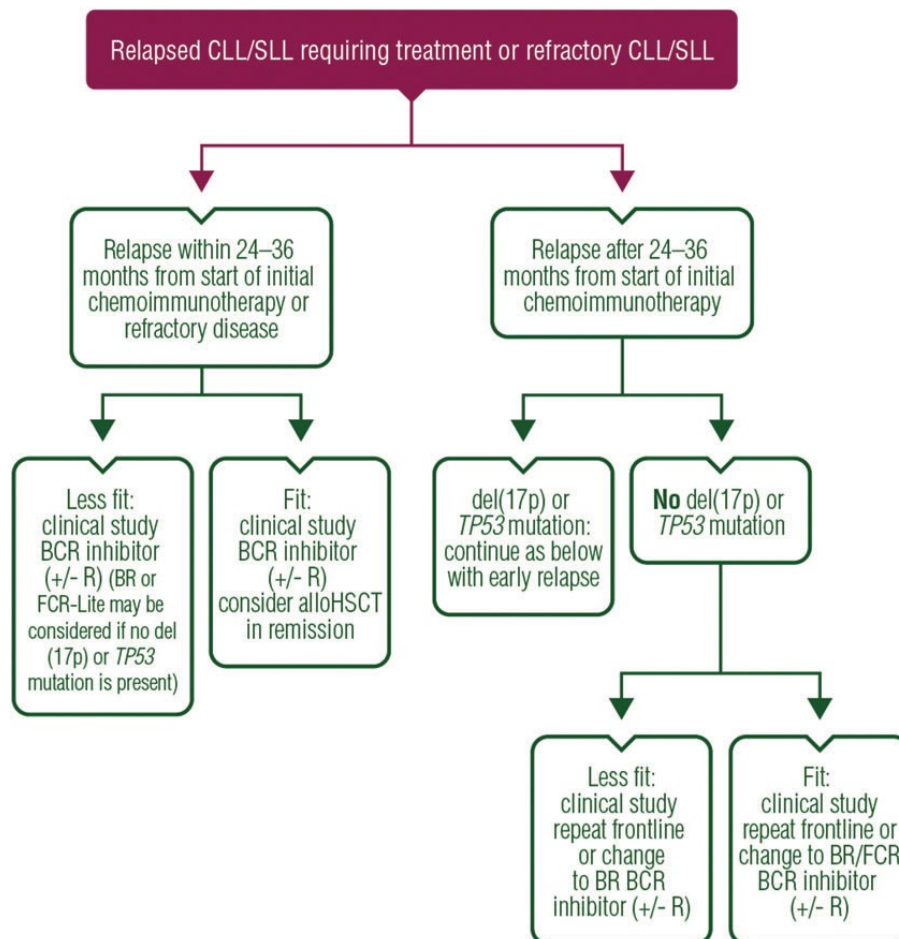 Relapsed CLL/SLL requiring treatment or refractory CLL/SLL
Relapse within 24–36
months from start of initial
chemoimmunotherapy or
refractory disease
Relapse after 24–36
months from start of initial
chemoimmunotherapy
Less fit:
clinical study
BCR inhibitor
(+/- R) (BR or
FCR-Lite may be
considered if no del
(17p) or TP53
mutation is present)
Fit:
clinical study
BCR inhibitor
(+/- R)
consider alloHSCT
in remission
del(17p) or
TP53 mutation:
continue as below
with early relapse
No del(17p) or
TP53 mutation
Less fit:
clinical study
repeat frontline
or change
to BR BCR
inhibitor (+/- R)
Fit:
clinical study
repeat frontline or
change to BR/FCR
BCR inhibitor
(+/- R)